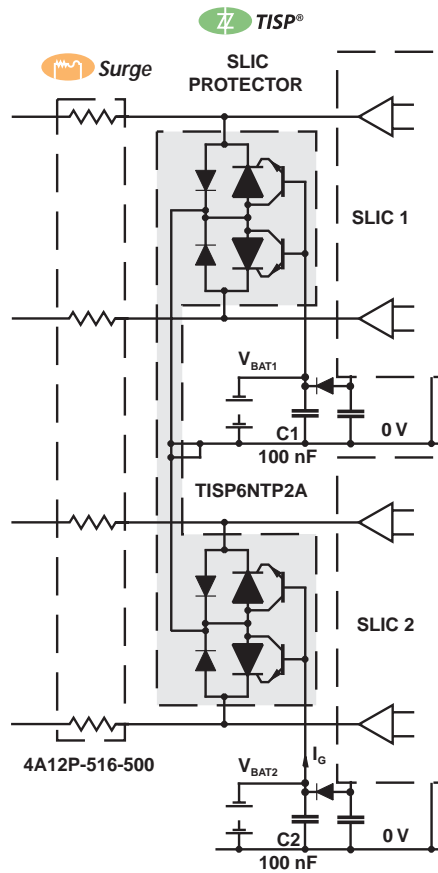 TISP®
Surge
SLIC
PROTECTOR
SLIC 1
VBAT1
C1
0 V
100 nF
TISP6NTP2A
SLIC 2
4A12P-516-500
IG
VBAT2
C2
0 V
100 nF